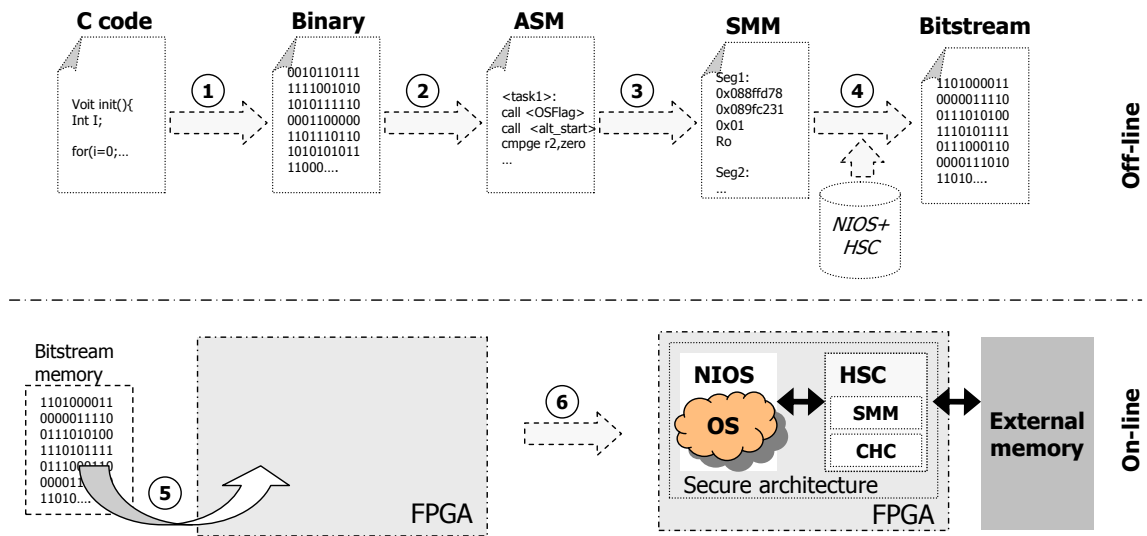 C code
Binary
ASM
SMM
Bitstream
Voit init(){
Int I;
for(i=0;...
1
0010110111
1111001010
1010111110
0001100000
1101110110
1010101011
11000....
2
<task1>:
call <OSFlag>
call <alt_start>
cmpge r2,zero
...
3
Seg1:
0x088ffd78
0x089fc231
0x01
Ro
Seg2:
...
4
NIOS+
HSC
1101000011
0000011110
0111010100
1110101111
0111000110
0000111010
11010....
Off-line
Bitstream
memory
1101000011
0000011110
0111010100
1110101111
0111000110
00001
11010....
5
FPGA
6
NIOS
OS
HSC
SMM
CHC
Secure architecture
FPGA
External
memory
On-line